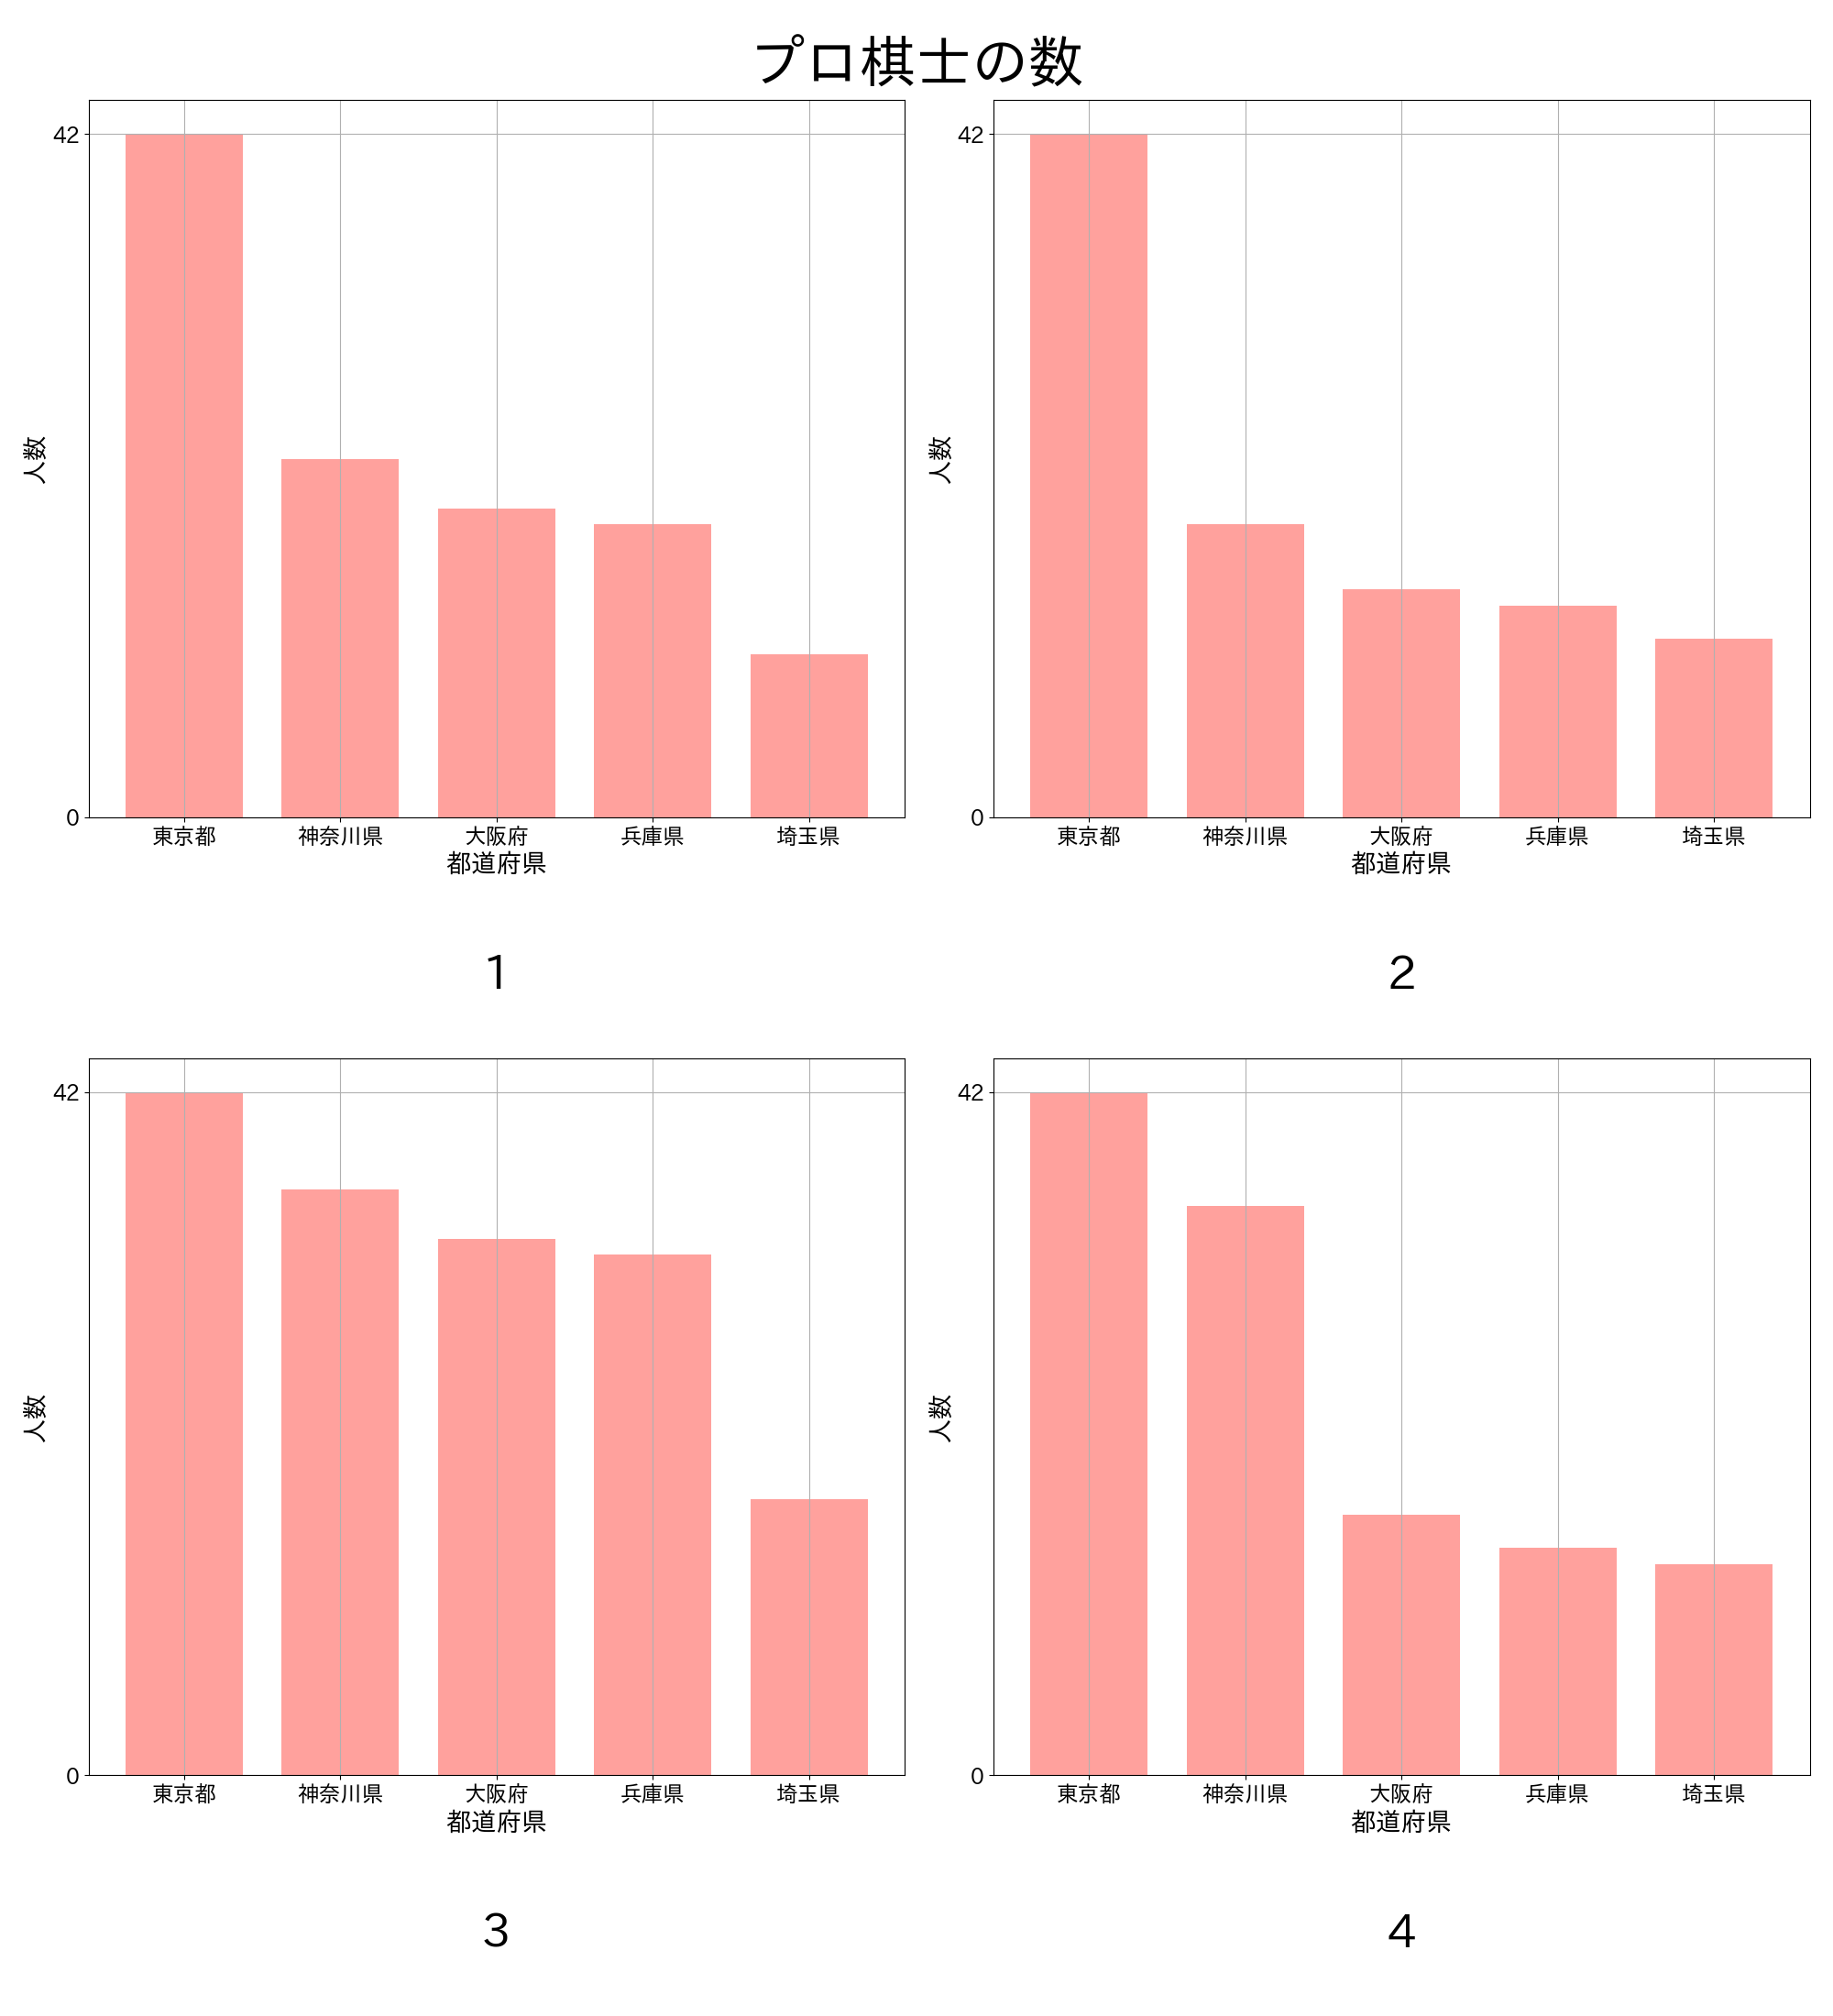 プロ棋士の数
42
人数
0
東京都 神奈川県 大阪府 兵庫県 埼玉県
都道府県
1
42
人数
0
東京都 神奈川県 大阪府 兵庫県 埼玉県
都道府県
2
42
人数
0
東京都 神奈川県 大阪府 兵庫県 埼玉県
都道府県
3
42
人数
0
東京都 神奈川県 大阪府 兵庫県 埼玉県
都道府県
4